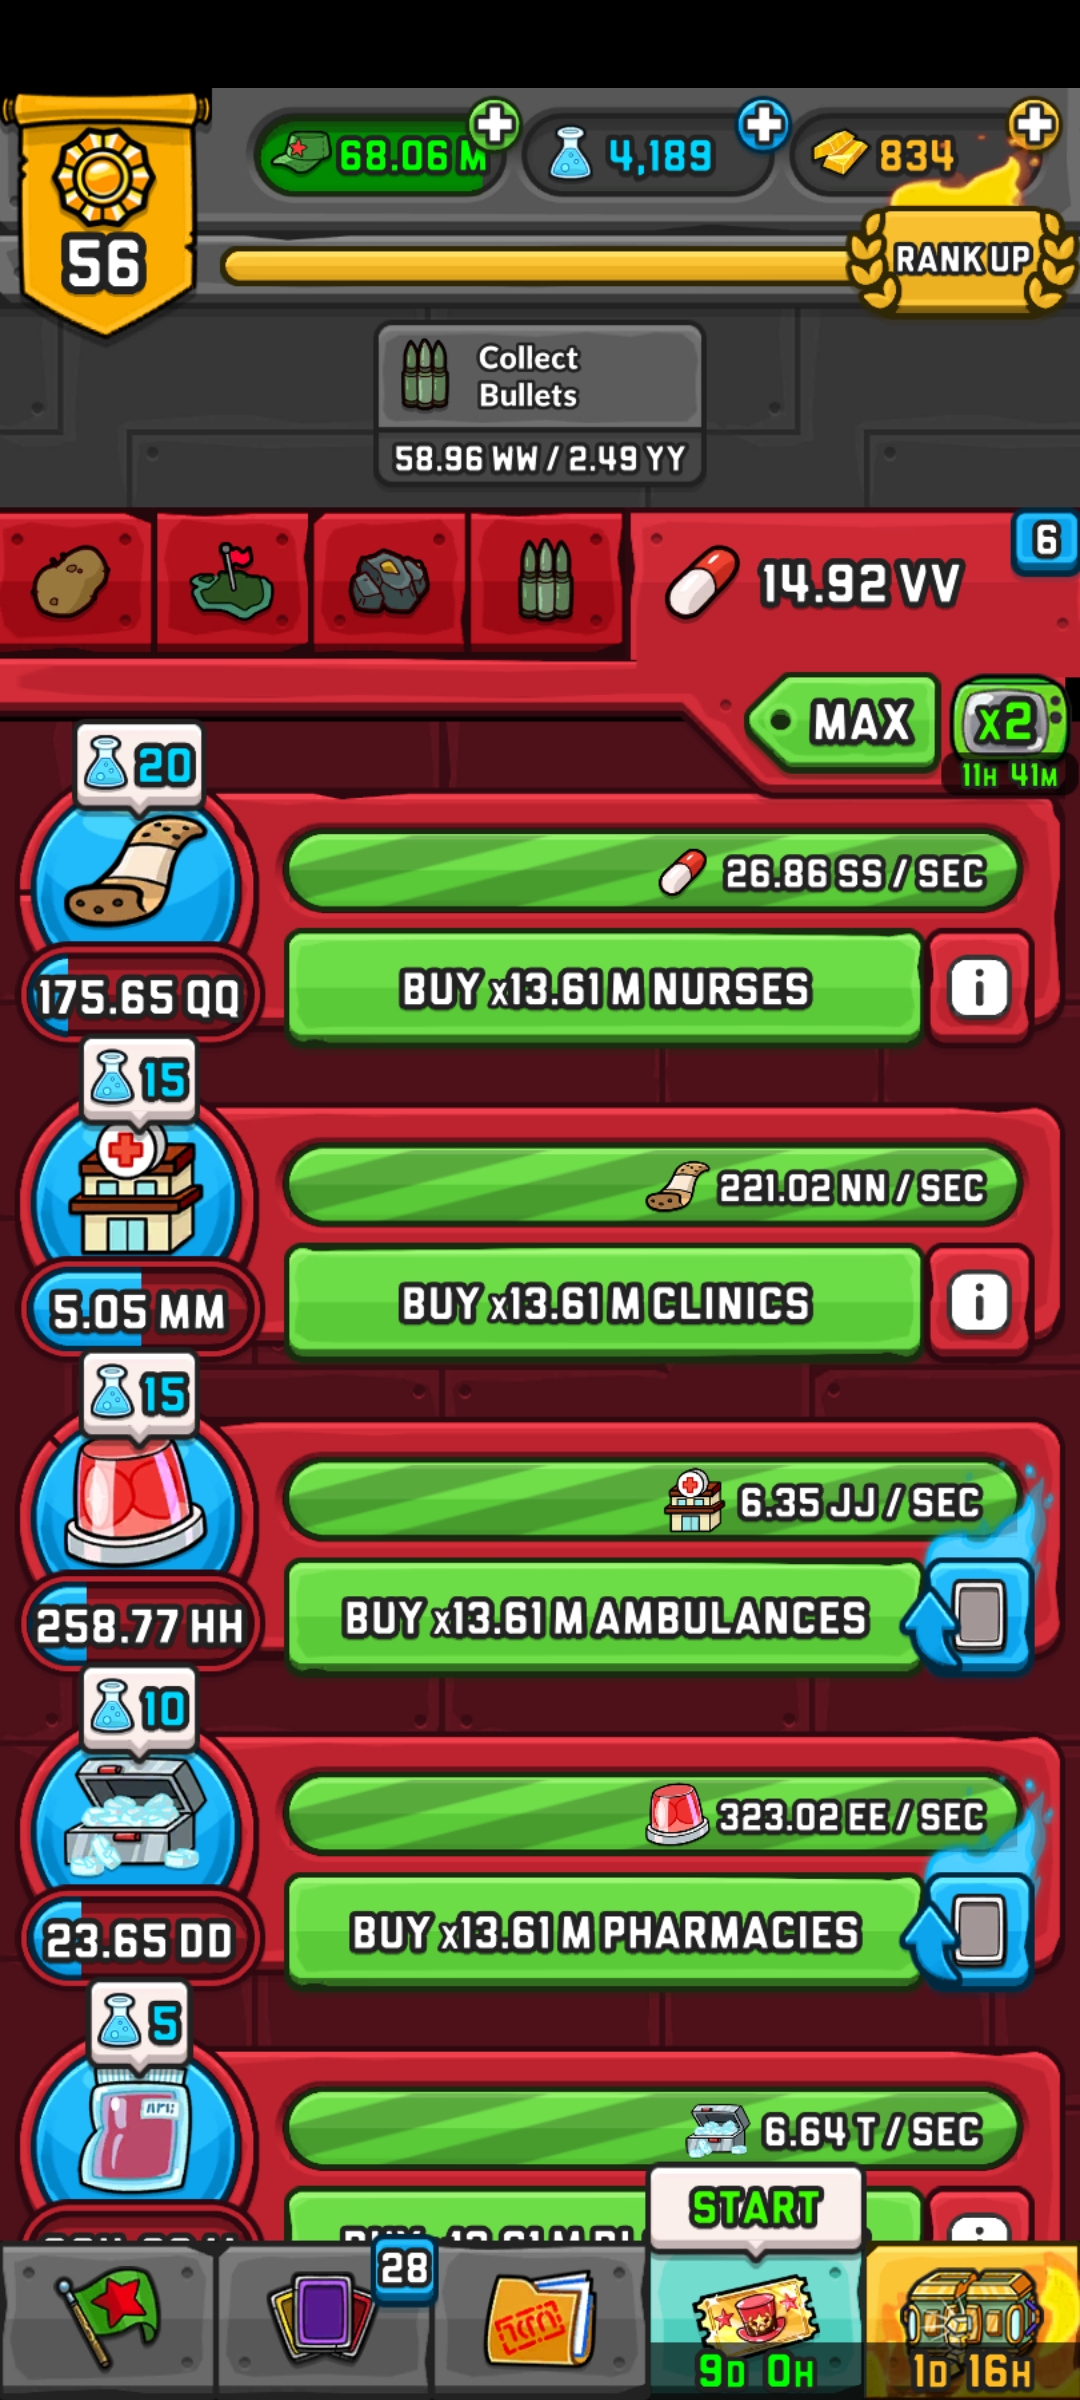 68.06 M
4,189
834
56
RANK UP
Collect
Bullets
58.96 WW / 2.49 YY
6
14.92 VV
MAX
x2
11H 41M
20
26.86 SS / SEC
175.65 QQ
BUY x13.61 M NURSES
i
15
221.02 NN / SEC
5.05 MM
BUY x13.61 M CLINICS
i
15
6.35 JJ / SEC
258.77 HH
BUY x13.61 M AMBULANCES
10
323.02 EE / SEC
23.65 DD
BUY x13.61 M PHARMACIES
5
6.64 T / SEC
START
28
9D 0H
1D 16H